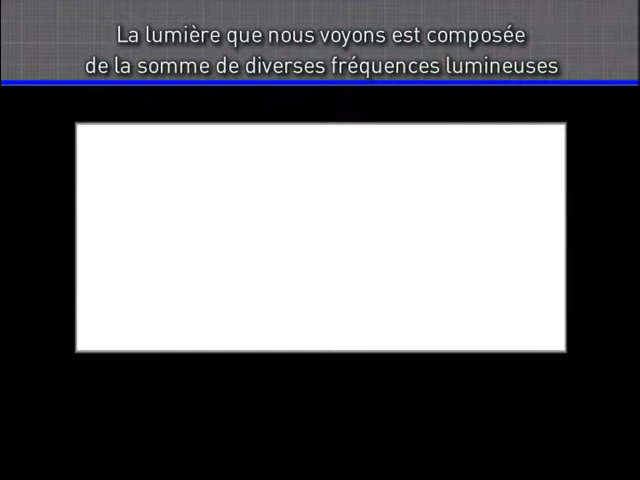 La lumière que nous voyons est composée
de la somme de diverses fréquences lumineuses